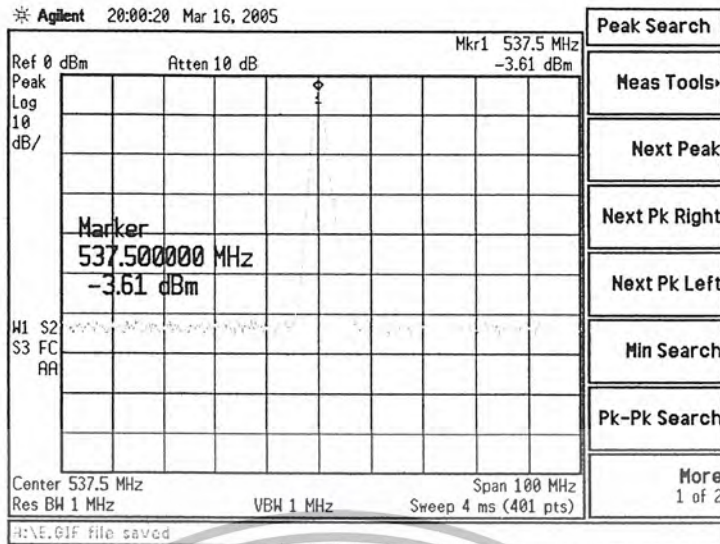 Agilent 20:00:20 Mar 16, 2005
Peak Search
Mkr1 537.5 MHz
Ref 0 dBm Atten 10 dB -3.61 dBm
Peak
Log
10
dB/
1
Marker
537.500000 MHz
-3.61 dBm
W1 S2
S3 FC
AA
Center 537.5 MHz Span 100 MHz
Res BW 1 MHz VBW 1 MHz Sweep 4 ms (401 pts)
A:\E.GIF file saved
Meas Tools
Next Peak
Next Pk Right
Next Pk Left
Min Search
Pk-Pk Search
More
1 of 2